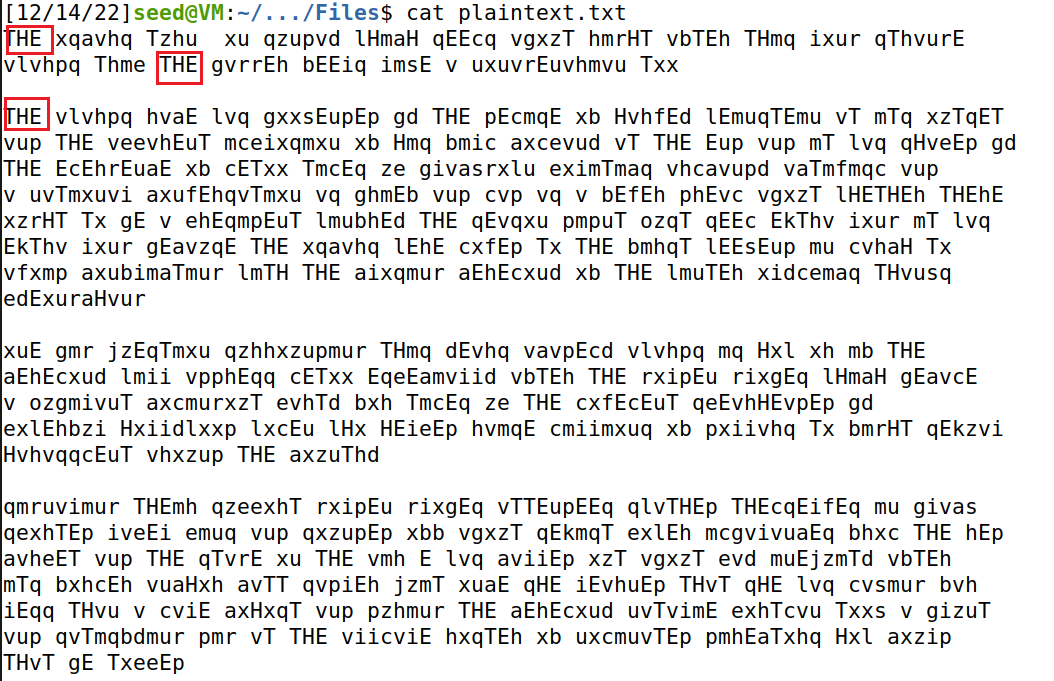 [12/14/22]seed@VM:~/.../Files$ cat plaintext.txt
THE xqavhq Tzhu  xu qzupvd lHmaH qEEcq vgxzT hmrHT vbTEh THmq ixur qThvurE
vlvhpq Thme THE gvrrEh bEEiq imsE v uxuvrEuvhmvu Txx

THE vlvhpq hvaE lvq gxxsEupEp gd THE pEcmqE xb HvhfEd lEmuqTEmu vT mTq xzTqET
vup THE veevhEuT mceixqmxu xb Hmq bmic axcevud vT THE Eup vup mT lvq qHveEp gd
THE EcEhrEuaE xb cETxx TmcEq ze givasrxlu eximTmaq vhcavupd vaTmfmqc vup
v uvTmxuvi axufEhqvTmxu vq ghmEb vup cvp vq v bEfEh phEvc vgxzT lHETHEh THEhE
xzrHT Tx gE v ehEqmpEuT lmubhEd THE qEvqxu pmpuT ozqT qEEc EkThv ixur mT lvq
EkThv ixur gEavzqE THE xqavhq lEhE cxfEp Tx THE bmhqT lEEsEup mu cvhaH Tx
vfxmp axubimaTmur lmTH THE aixqmur aEhEcxud xb THE lmuTEh xidcemaq THvusq
edExuraHvur

xuE gmr jzEqTmxu qzhhxzupmur THmq dEvhq vavpEcd vlvhpq mq Hxl xh mb THE
aEhEcxud lmii vpphEqq cETxx EqeEamviid vbTEh THE rxipEu rixgEq lHmaH gEavcE
v ozgmivuT axcmurxzT evhTd bxh TmcEq ze THE cxfEcEuT qeEvhHEvpEp gd
exlEhbzi Hxiidlxxp lxcEu lHx HEieEp hvmqE cmiimxuq xb pxiivhq Tx bmrHT qEkzvi
HvhvqqcEuT vhxzup THE axzuThd

qmruvimur THEmh qzeexhT rxipEu rixgEq vTTEupEEq qlvTHEp THEcqEifEq mu givas
qexhTEp iveEi emuq vup qxzupEp xbb vgxzT qEkmqT exlEh mcgvivuaEq bhxc THE hEp
avheET vup THE qTvrE xu THE vmh E lvq aviiEp xzT vgxzT evd muEjzmTd vbTEh
mTq bxhcEh vuaHxh avTT qvpiEh jzmT xuaE qHE iEvhuEp THvT qHE lvq cvsmur bvh
iEqq THvu v cviE axHxqT vup pzhmur THE aEhEcxud uvTvimE exhTcvu Txxs v gizuT
vup qvTmqbdmur pmr vT THE viicviE hxqTEh xb uxcmuvTEp pmhEaTxhq Hxl axzip
THvT gE TxeeEp